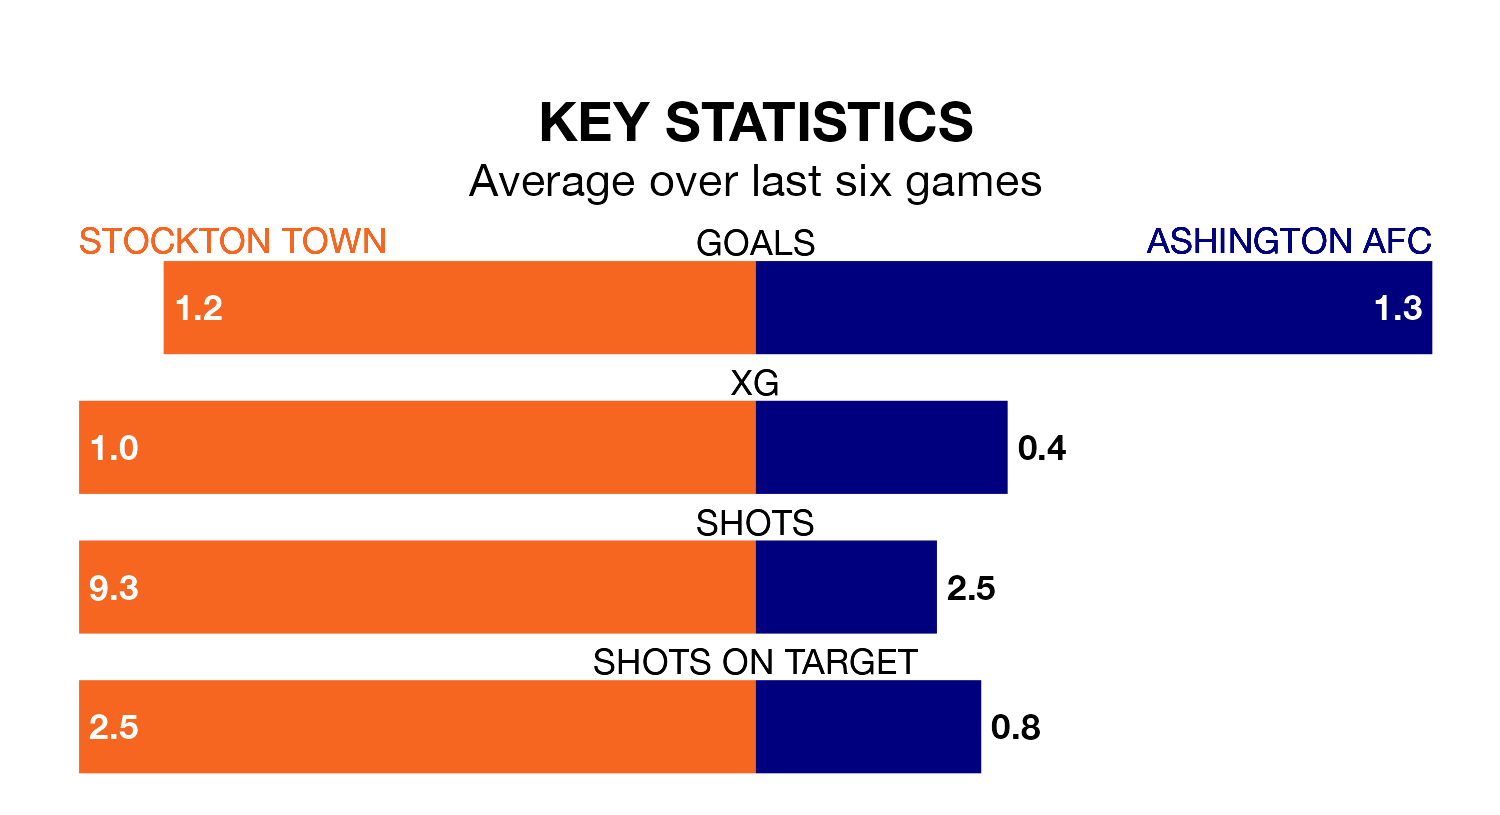 KEY STATISTICS
Average over last six games
STOCKTON TOWN GOALS ASHINGTON AFC
1.2 1.3
XG
1.0 0.4
SHOTS
9.3 2.5
SHOTS ON TARGET
2.5 0.8